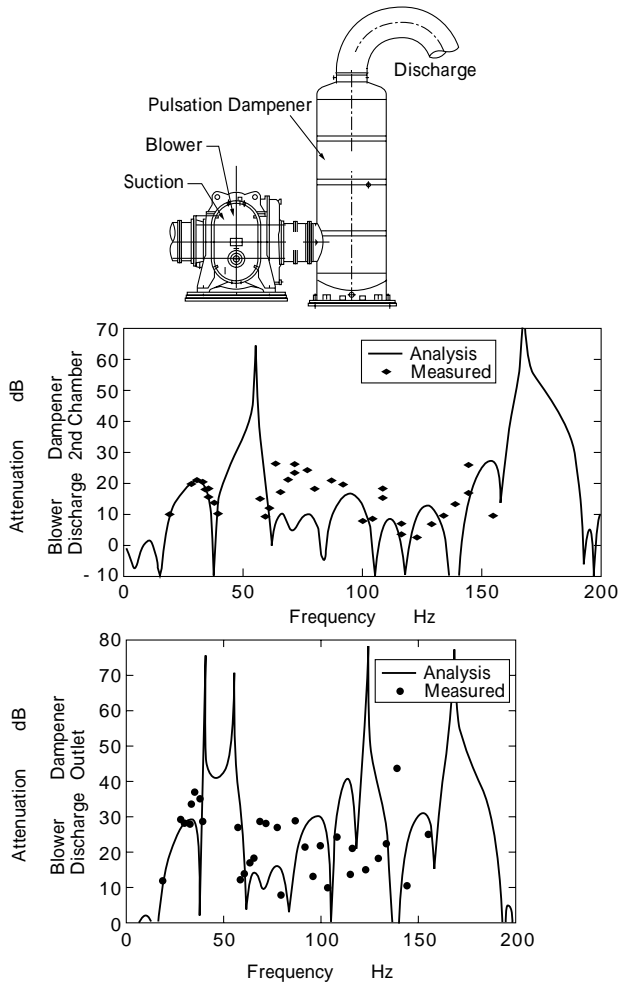 Discharge
Pulsation Dampener
Blower
Suction
70
60
50
40
30
20
10
0
- 10
Attenuation dB
Blower Dampener
Discharge 2nd Chamber
Analysis
Measured
0 50 100 150 200
Frequency Hz
80
70
60
50
40
30
20
10
0
Attenuation dB
Blower Dampener
Discharge Outlet
Analysis
Measured
0 50 100 150 200
Frequency Hz